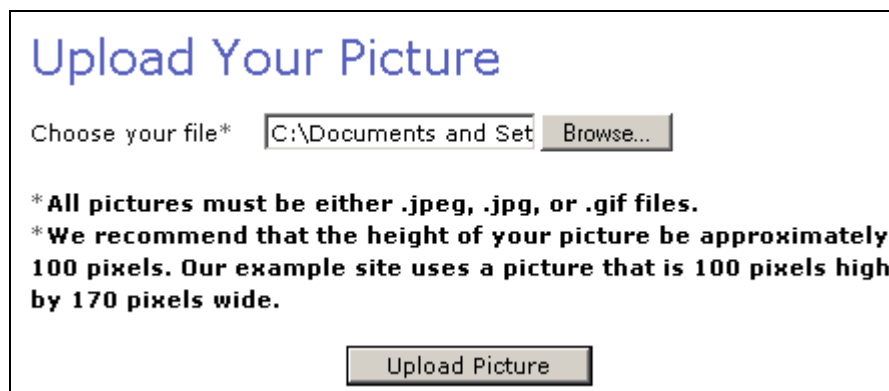 Upload Your Picture
Choose your file* C:\Documents and Set Browse...
*All pictures must be either .jpeg, .jpg, or .gif files.
*We recommend that the height of your picture be approximately
100 pixels. Our example site uses a picture that is 100 pixels high
by 170 pixels wide.
Upload Picture